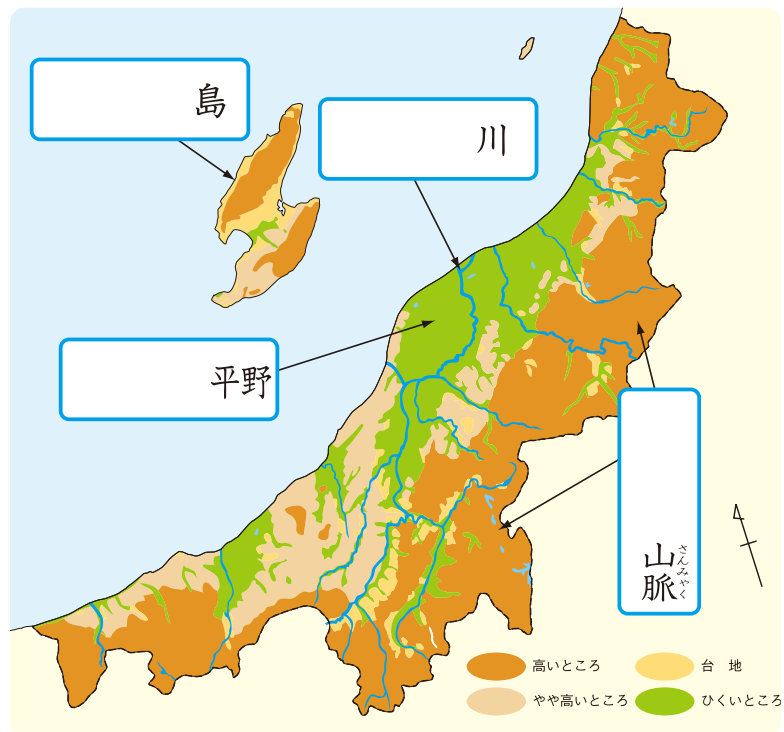 島
川
平野
山脈
さんみゃく
高いところ
台 地
やや高いところ
ひくいところ